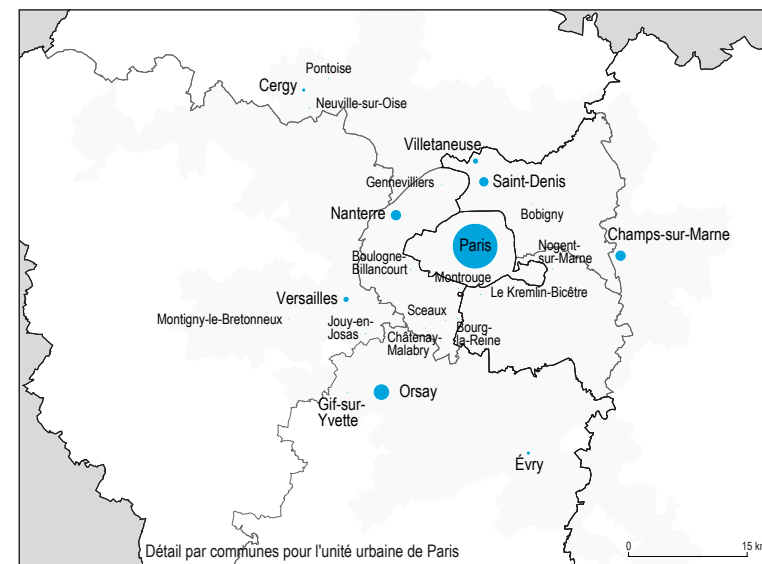 Pontoise
Cergy
Neuville-sur-Oise
Villetaneuse
Gennevilliers
Saint-Denis
Nanterre
Bobigny
Paris
Champs-sur-Marne
Nogent-
sur-Marne
Boulogne-
Billancourt
Montrouge
Le Kremlin-Bicêtre
Versailles
Sceaux
Montigny-le-Bretonneux
Jouy-en-
Josas
Châtenay-
Malabry
Bourg-
la-Reine
Orsay
Gif-sur-
Yvette
Évry
Détail par communes pour l'unité urbaine de Paris
0
15 km